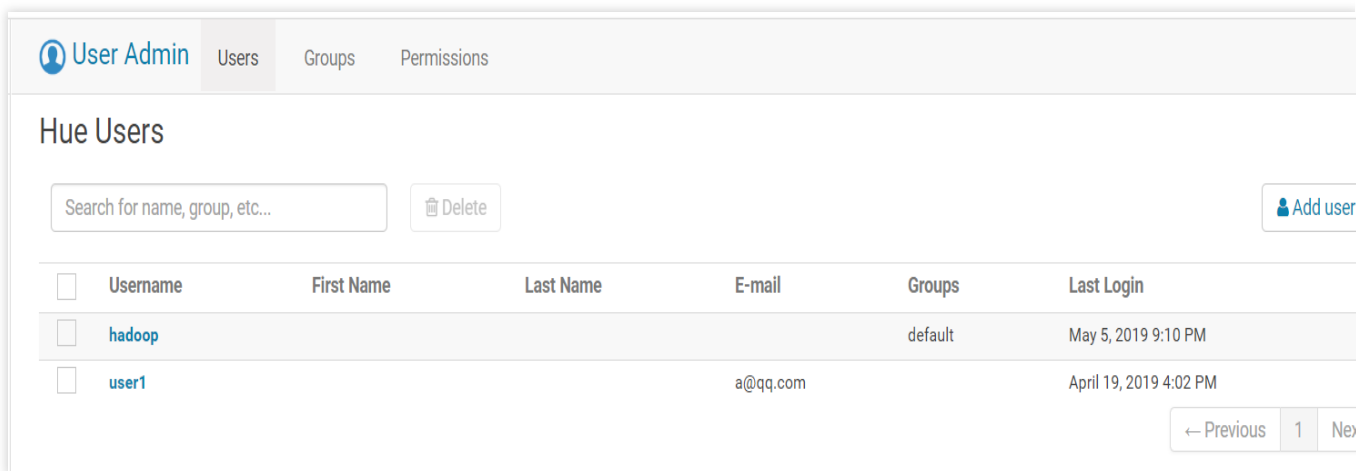 User Admin Users Groups Permissions
Hue Users
Search for name, group, etc... Delete Add user
Username First Name Last Name E-mail Groups Last Login
hadoop default May 5, 2019 9:10 PM
user1 a@qq.com April 19, 2019 4:02 PM
← Previous 1